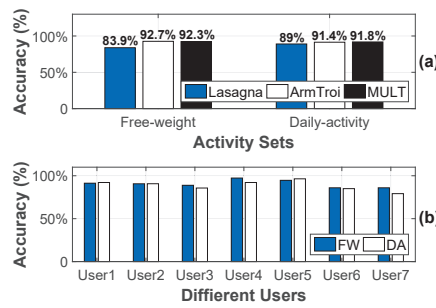 83.9% 92.7% 92.3% 89% 91.4% 91.8%
100%
50%
0
Accuracy (%)
Lasagna ArmTroi MULT
(a)
Free-weight Daily-activity
Activity Sets
100%
50%
0
Accuracy (%)
FW DA
(b)
User1 User2 User3 User4 User5 User6 User7
Diffierent Users